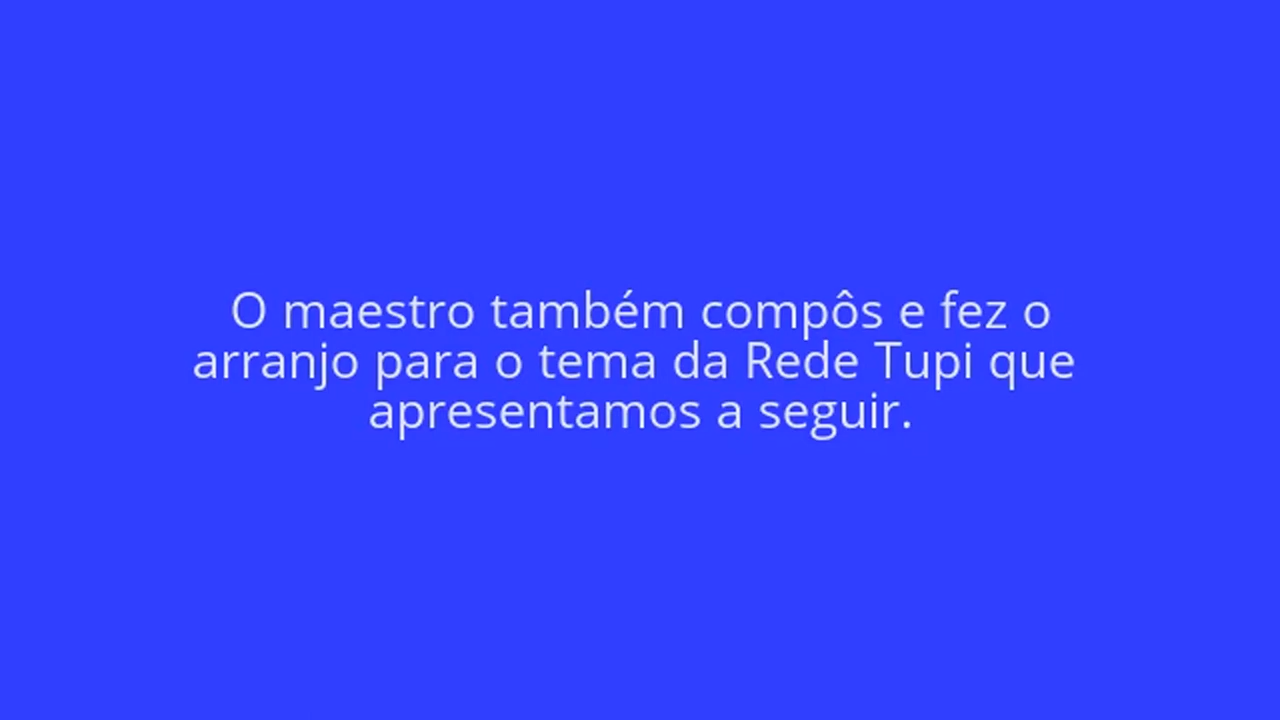 O maestro também compôs e fez o
arranjo para o tema da Rede Tupi que
apresentamos a seguir.